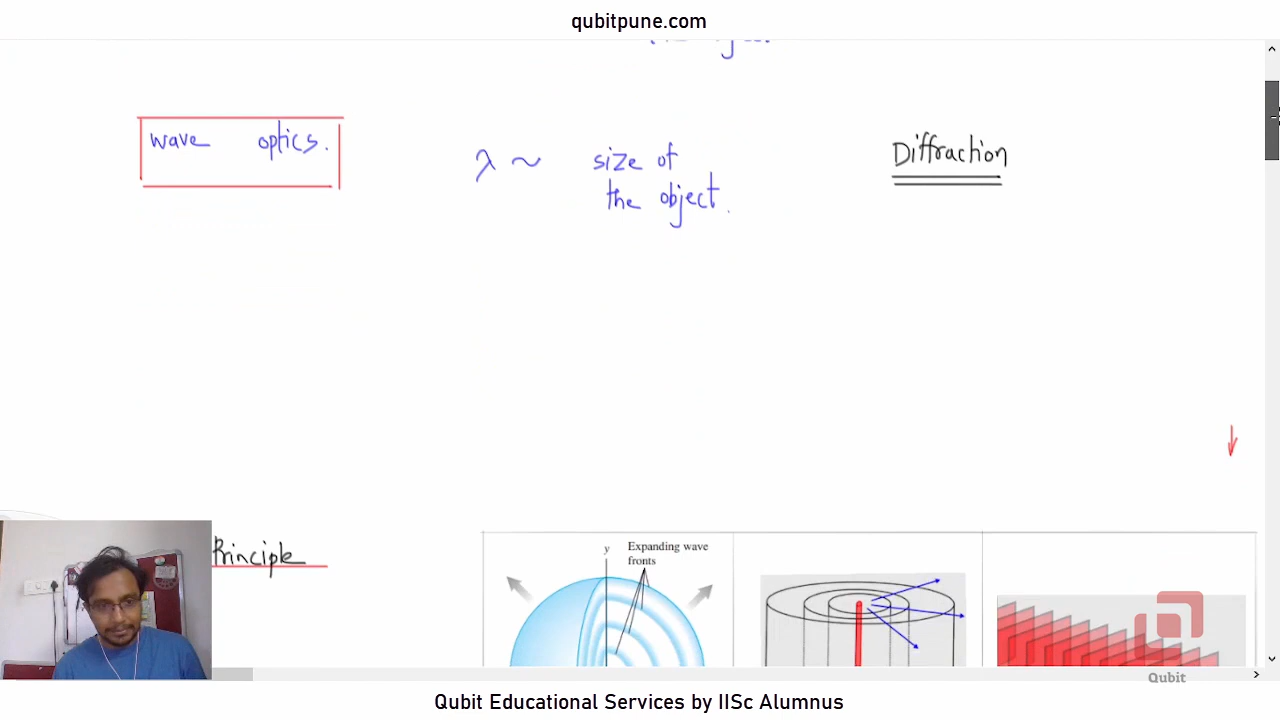 qubitpune.com
wave optics.
λ ~ size of
the object.
Diffraction
Principle
y
Expanding wave
fronts
Qubit
Qubit Educational Services by IISc Alumnus